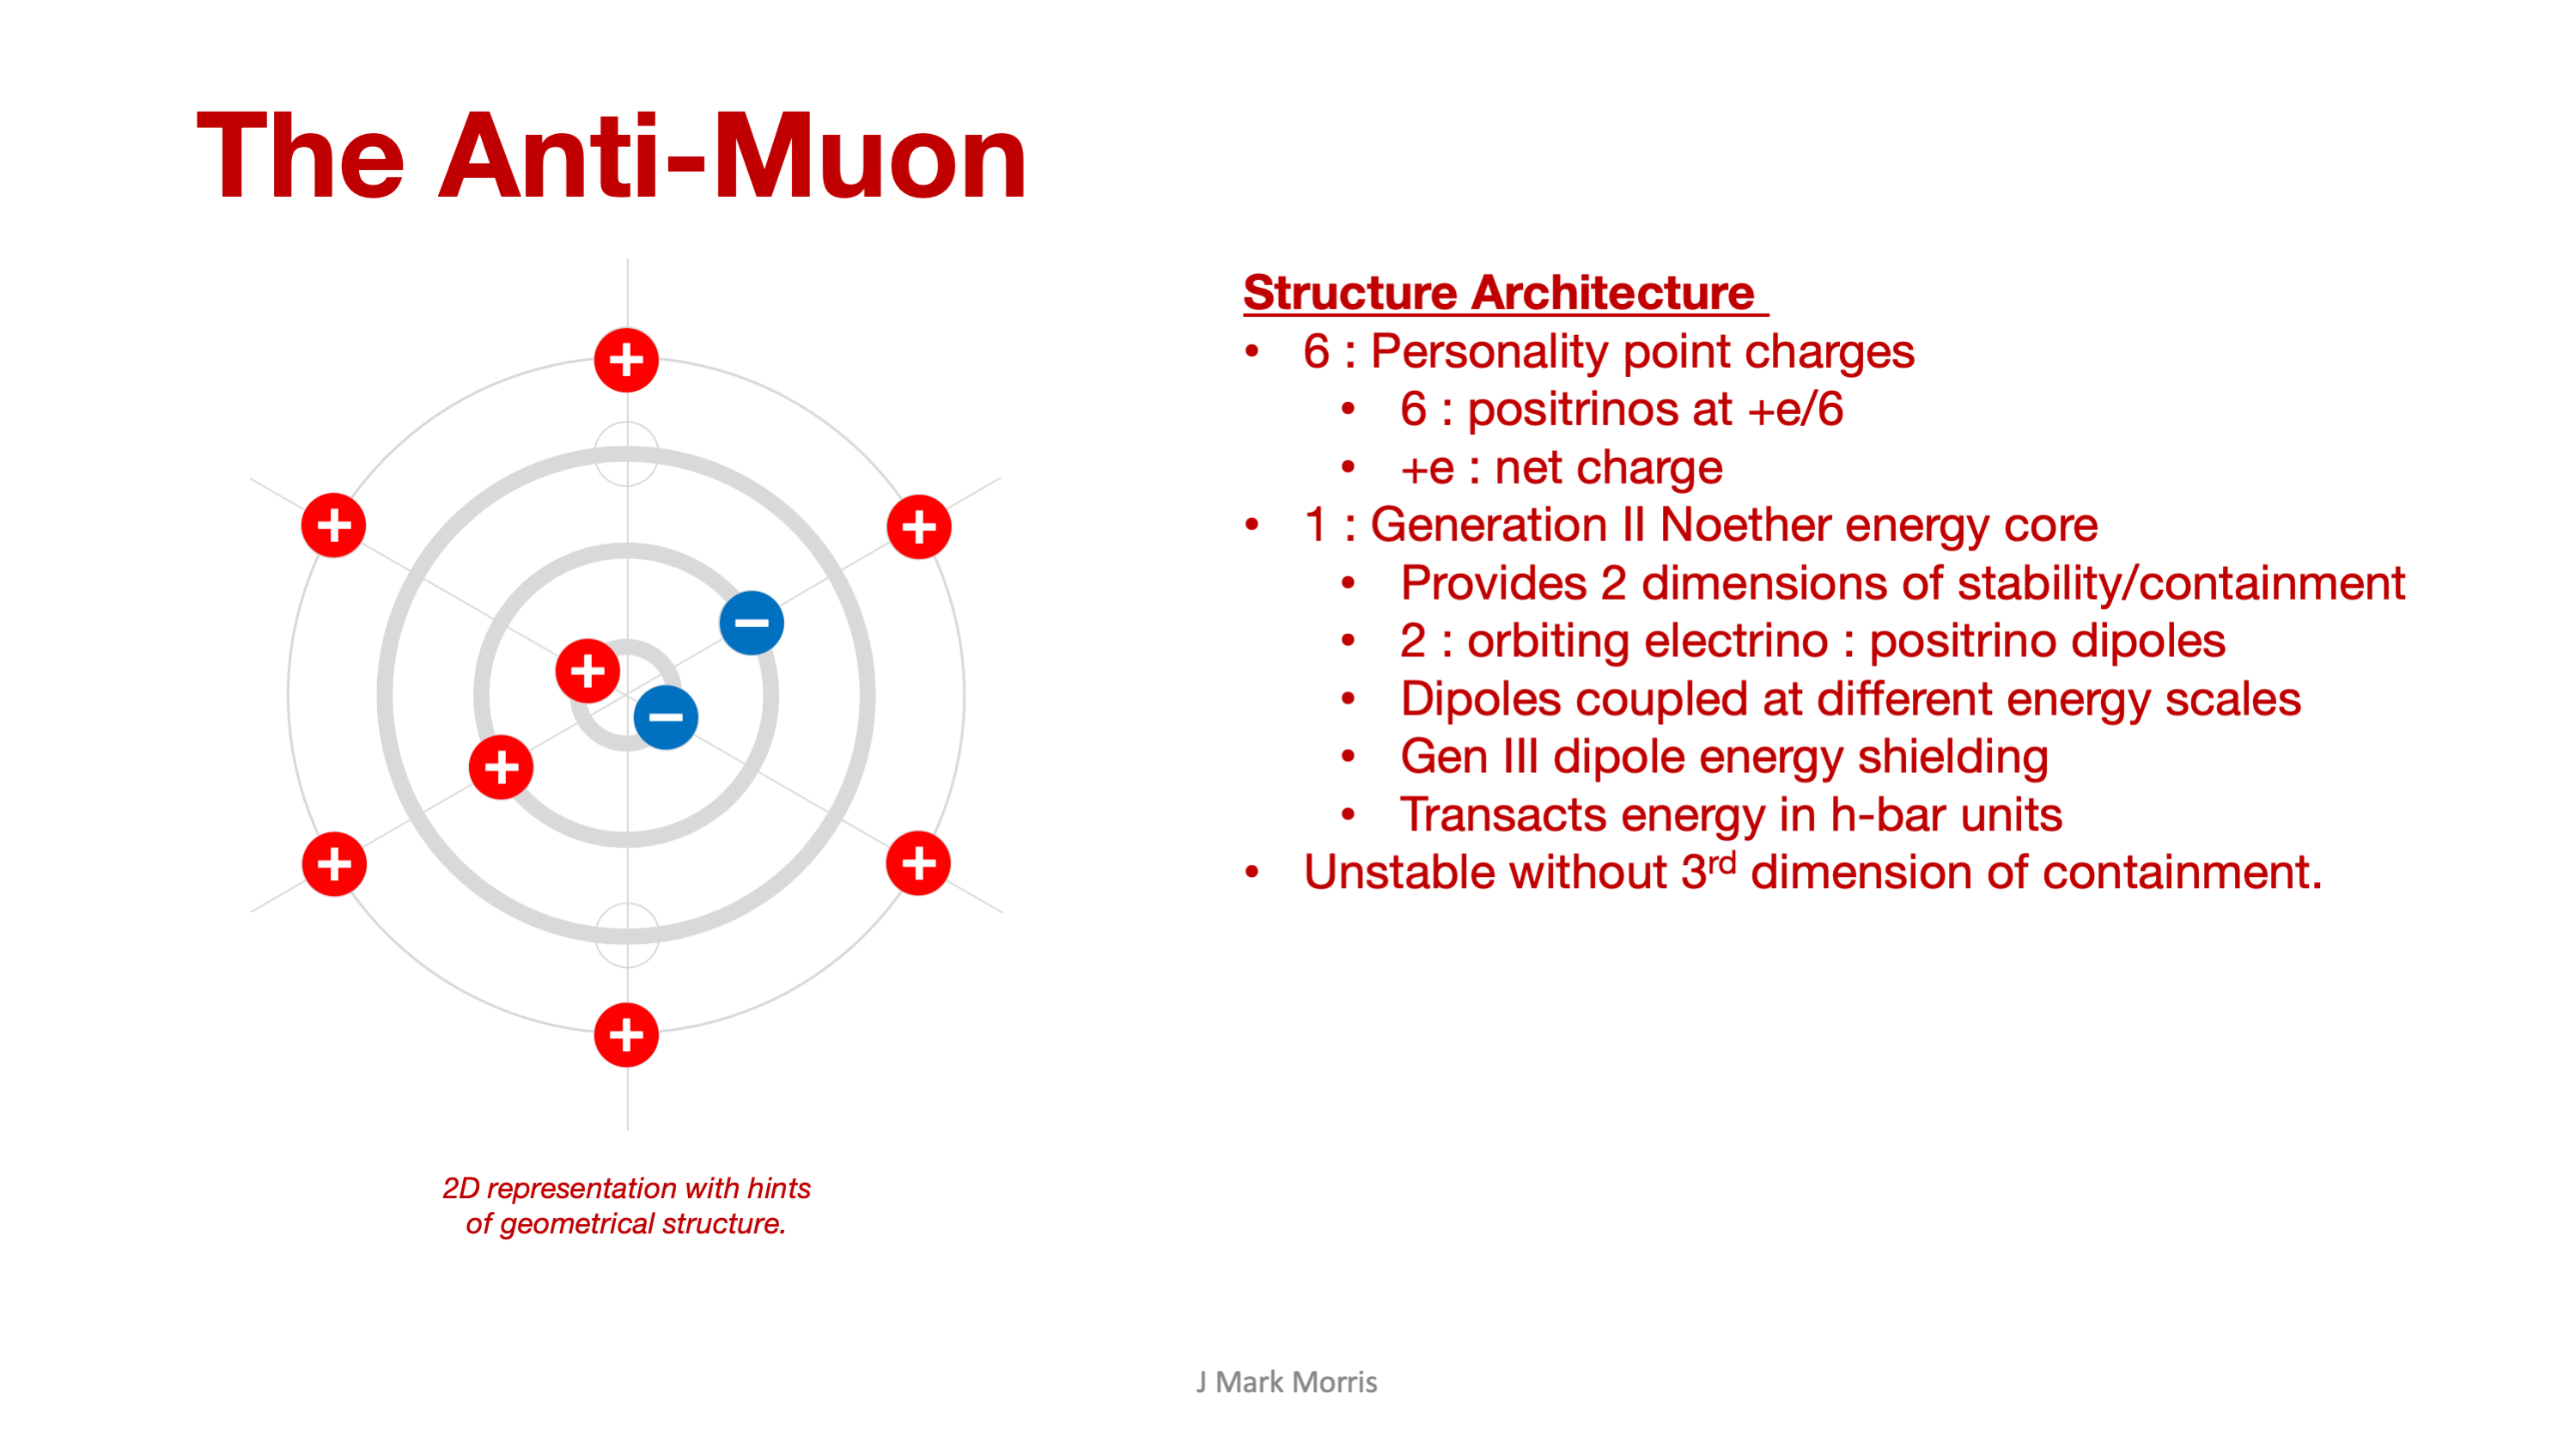 The Anti-Muon
Structure Architecture
• 6 : Personality point charges
• 6 : positrinos at +e/6
• +e : net charge
• 1 : Generation II Noether energy core
• Provides 2 dimensions of stability/containment
• 2 : orbiting electrino : positrino dipoles
• Dipoles coupled at different energy scales
• Gen III dipole energy shielding
• Transacts energy in h-bar units
• Unstable without 3rd dimension of containment.
+
+
+
−
+
−
+
+
+
+
2D representation with hints
of geometrical structure.
J Mark Morris